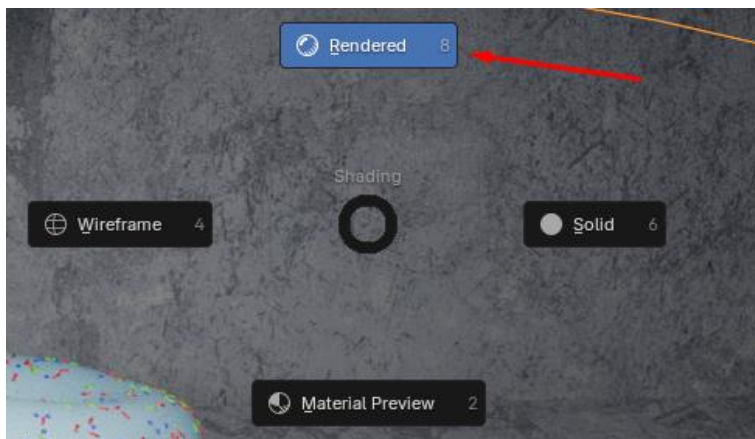 Rendered 8
Shading
Wireframe 4
Solid 6
Material Preview 2